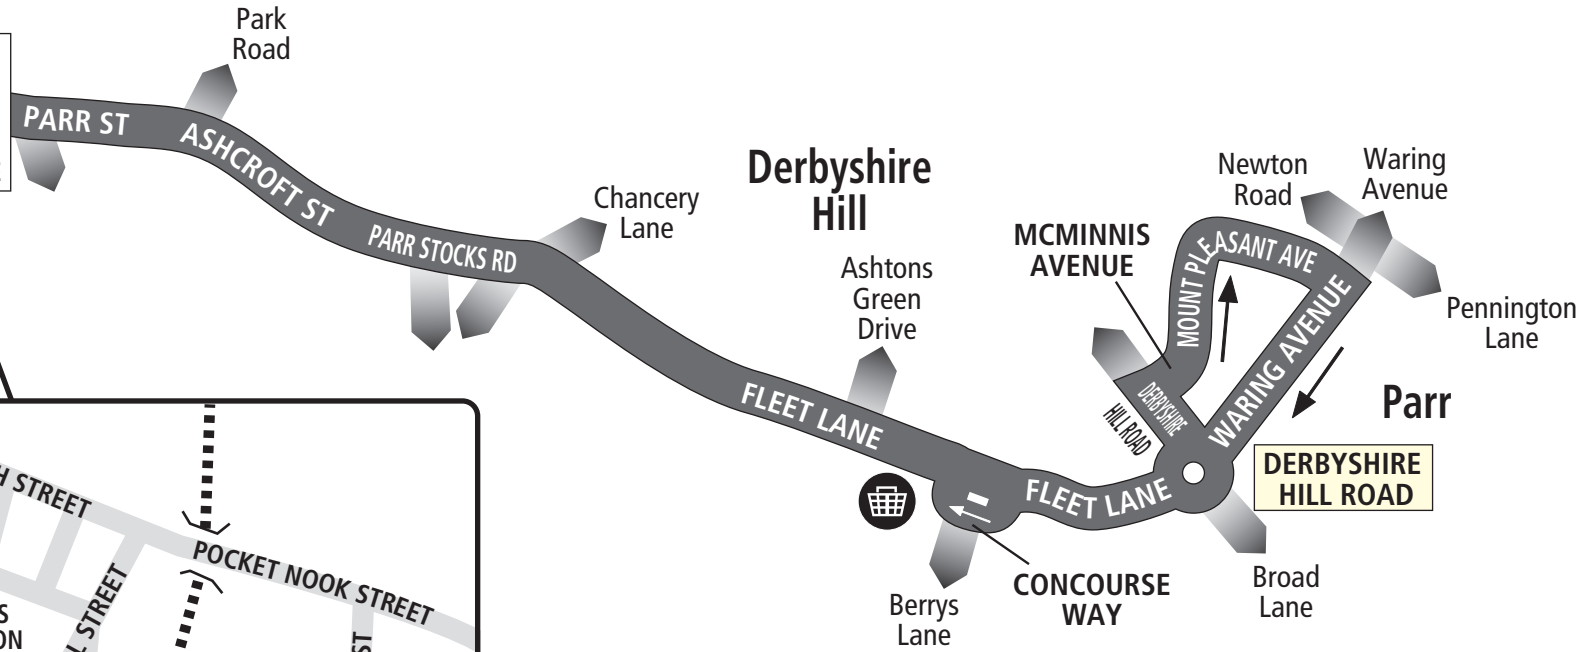 Park
Road
PARR ST
ASHCROFT ST
PARR STOCKS RD
Chancery
Lane
Derbyshire
Hill
Ashtons
Green
Drive
MCMINNIS
AVENUE
Newton
Road
Waring
Avenue
MOUNT PLEASANT AVE
Pennington
Lane
WARING AVENUE
Parr
DERBYSHIRE
HILL ROAD
FLEET LANE
FLEET LANE
DERBYSHIRE
HILL ROAD
CONCOURSE
WAY
Berrys
Lane
Broad
Lane
STREET
POCKET NOOK STREET
STREET